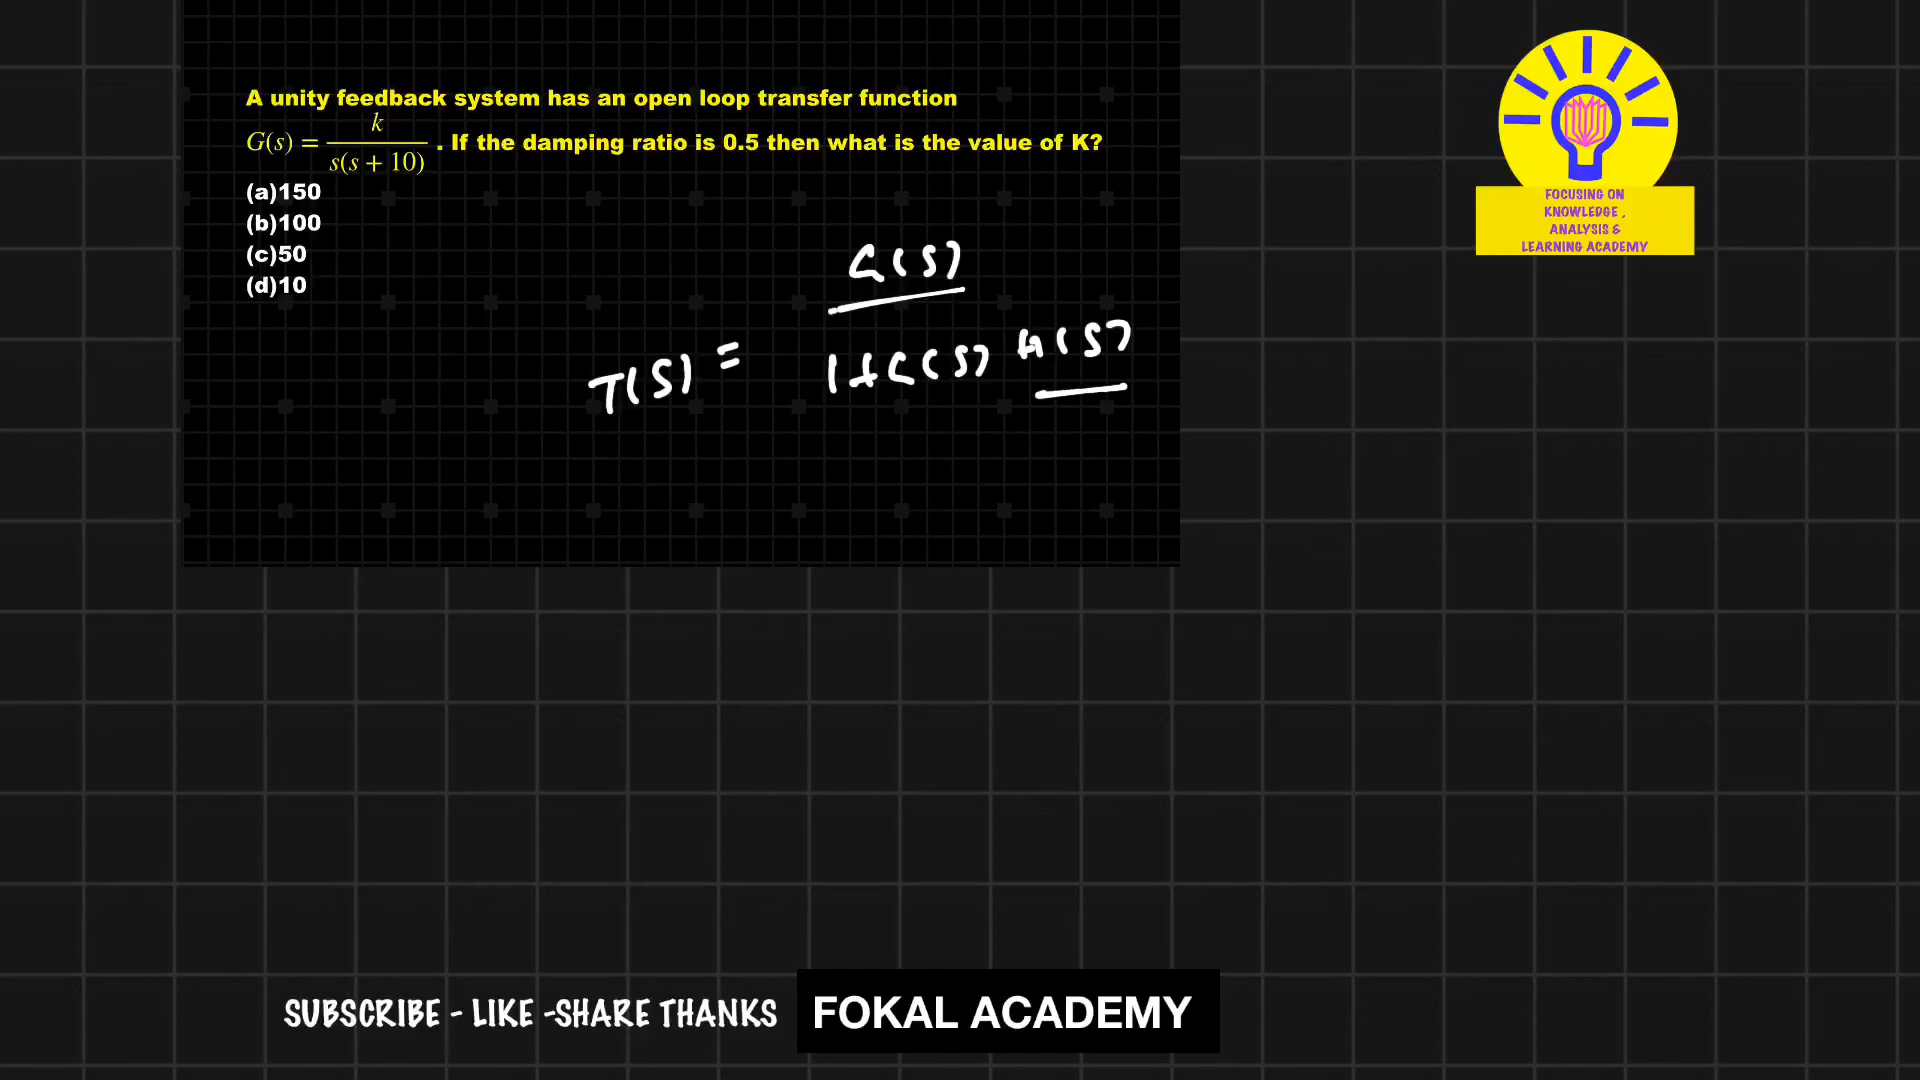 A unity feedback system has an open loop transfer function
G(s) = k / s(s + 10) . If the damping ratio is 0.5 then what is the value of K?
(a)150
(b)100
(c)50
(d)10
G(s)
T(s) =
1+G(s) H(s)
FOCUSING ON
KNOWLEDGE ,
ANALYSIS &
LEARNING ACADEMY
SUBSCRIBE - LIKE -SHARE THANKS
FOKAL ACADEMY